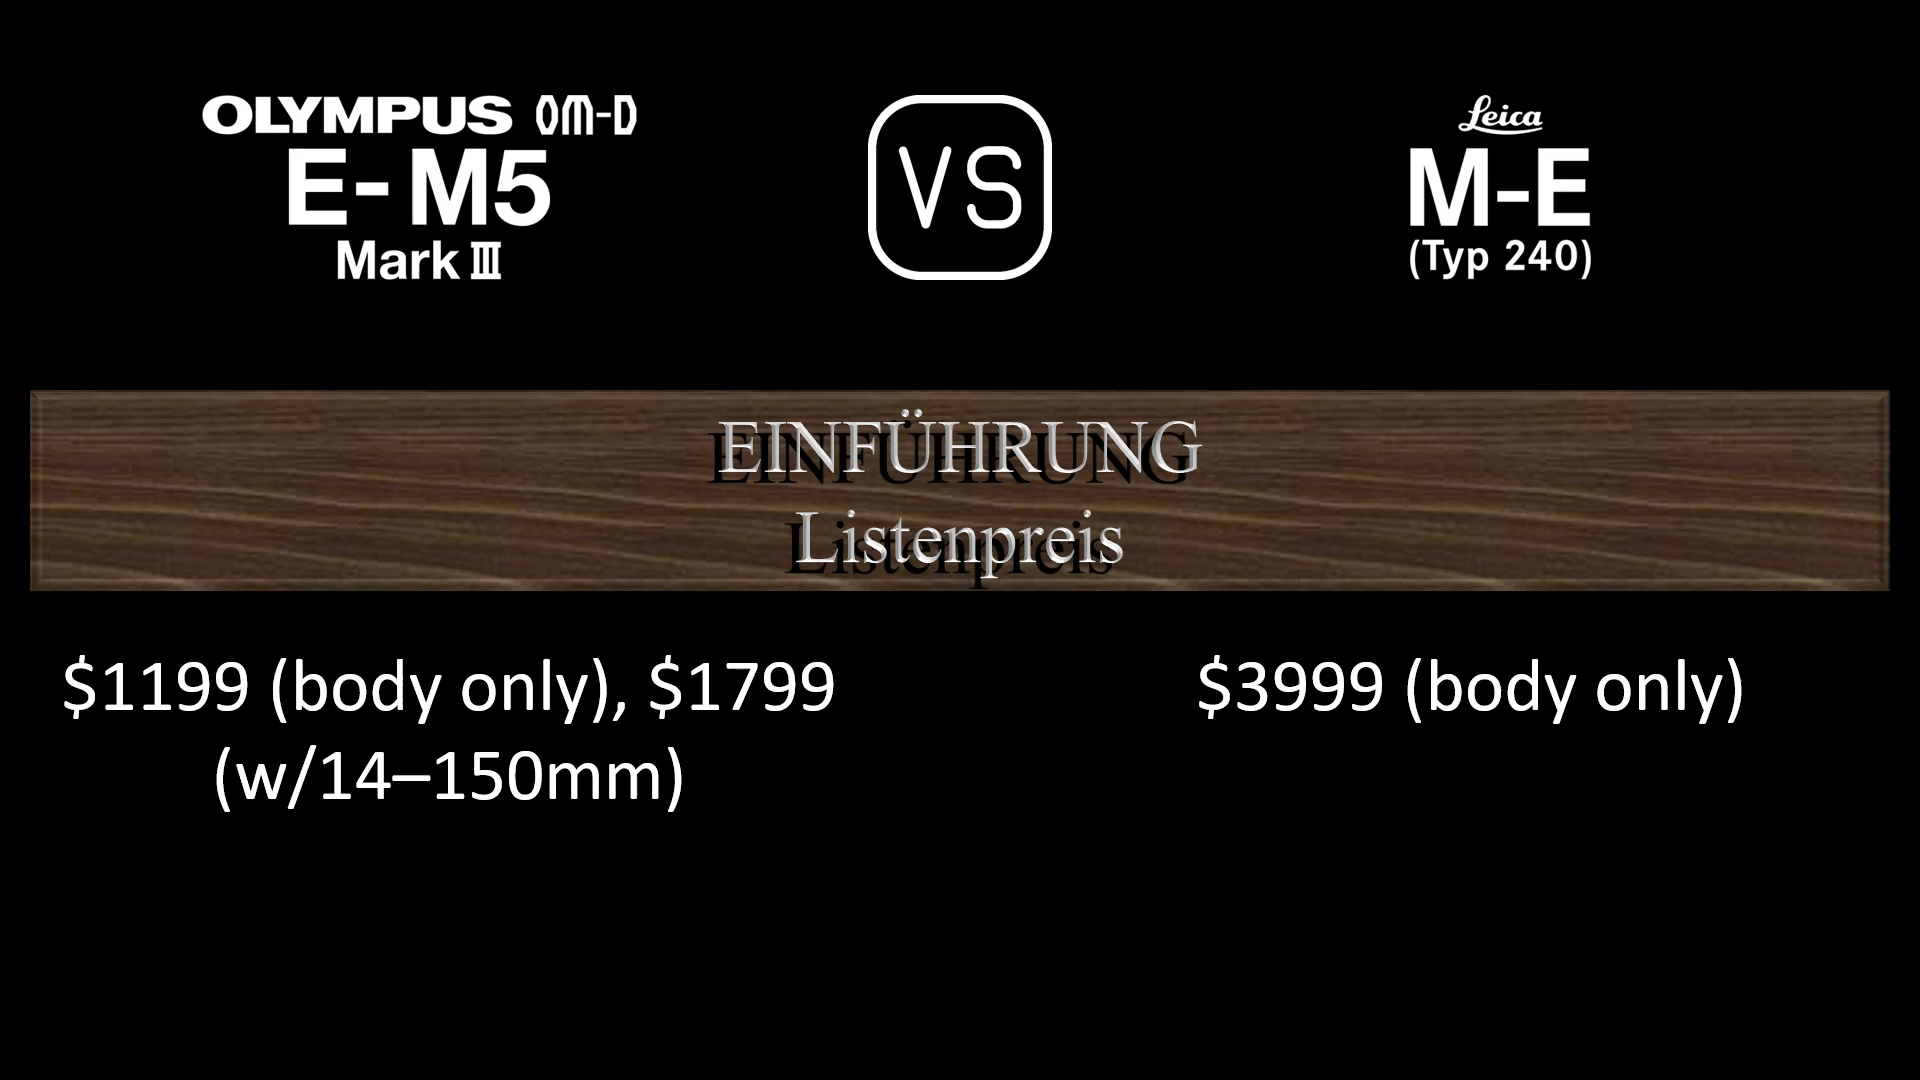 OLYMPUS OM-D
E-M5
Mark III
VS
Leica
M-E
(Typ 240)
EINFÜHRUNG
Listenpreis
$1199 (body only), $1799
(w/14–150mm)
$3999 (body only)